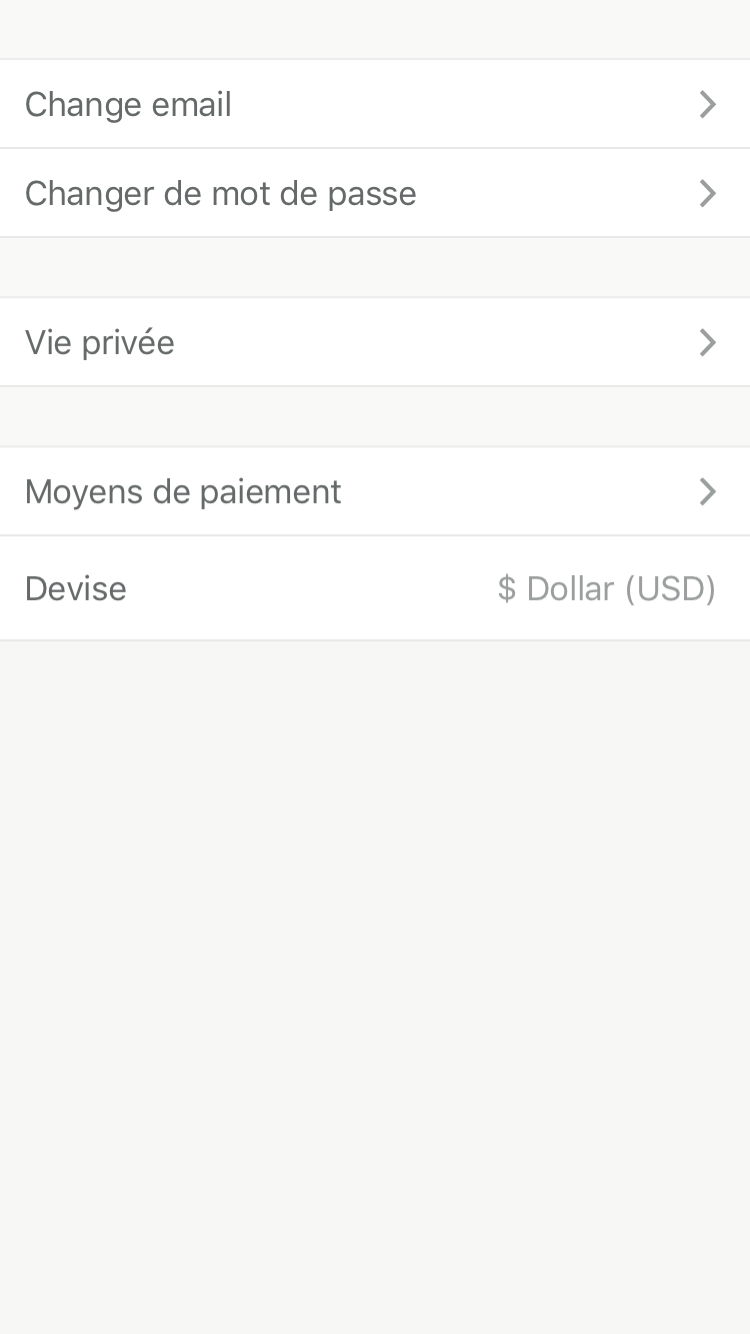 Change email
Changer de mot de passe
Vie privée
Moyens de paiement
Devise $ Dollar (USD)